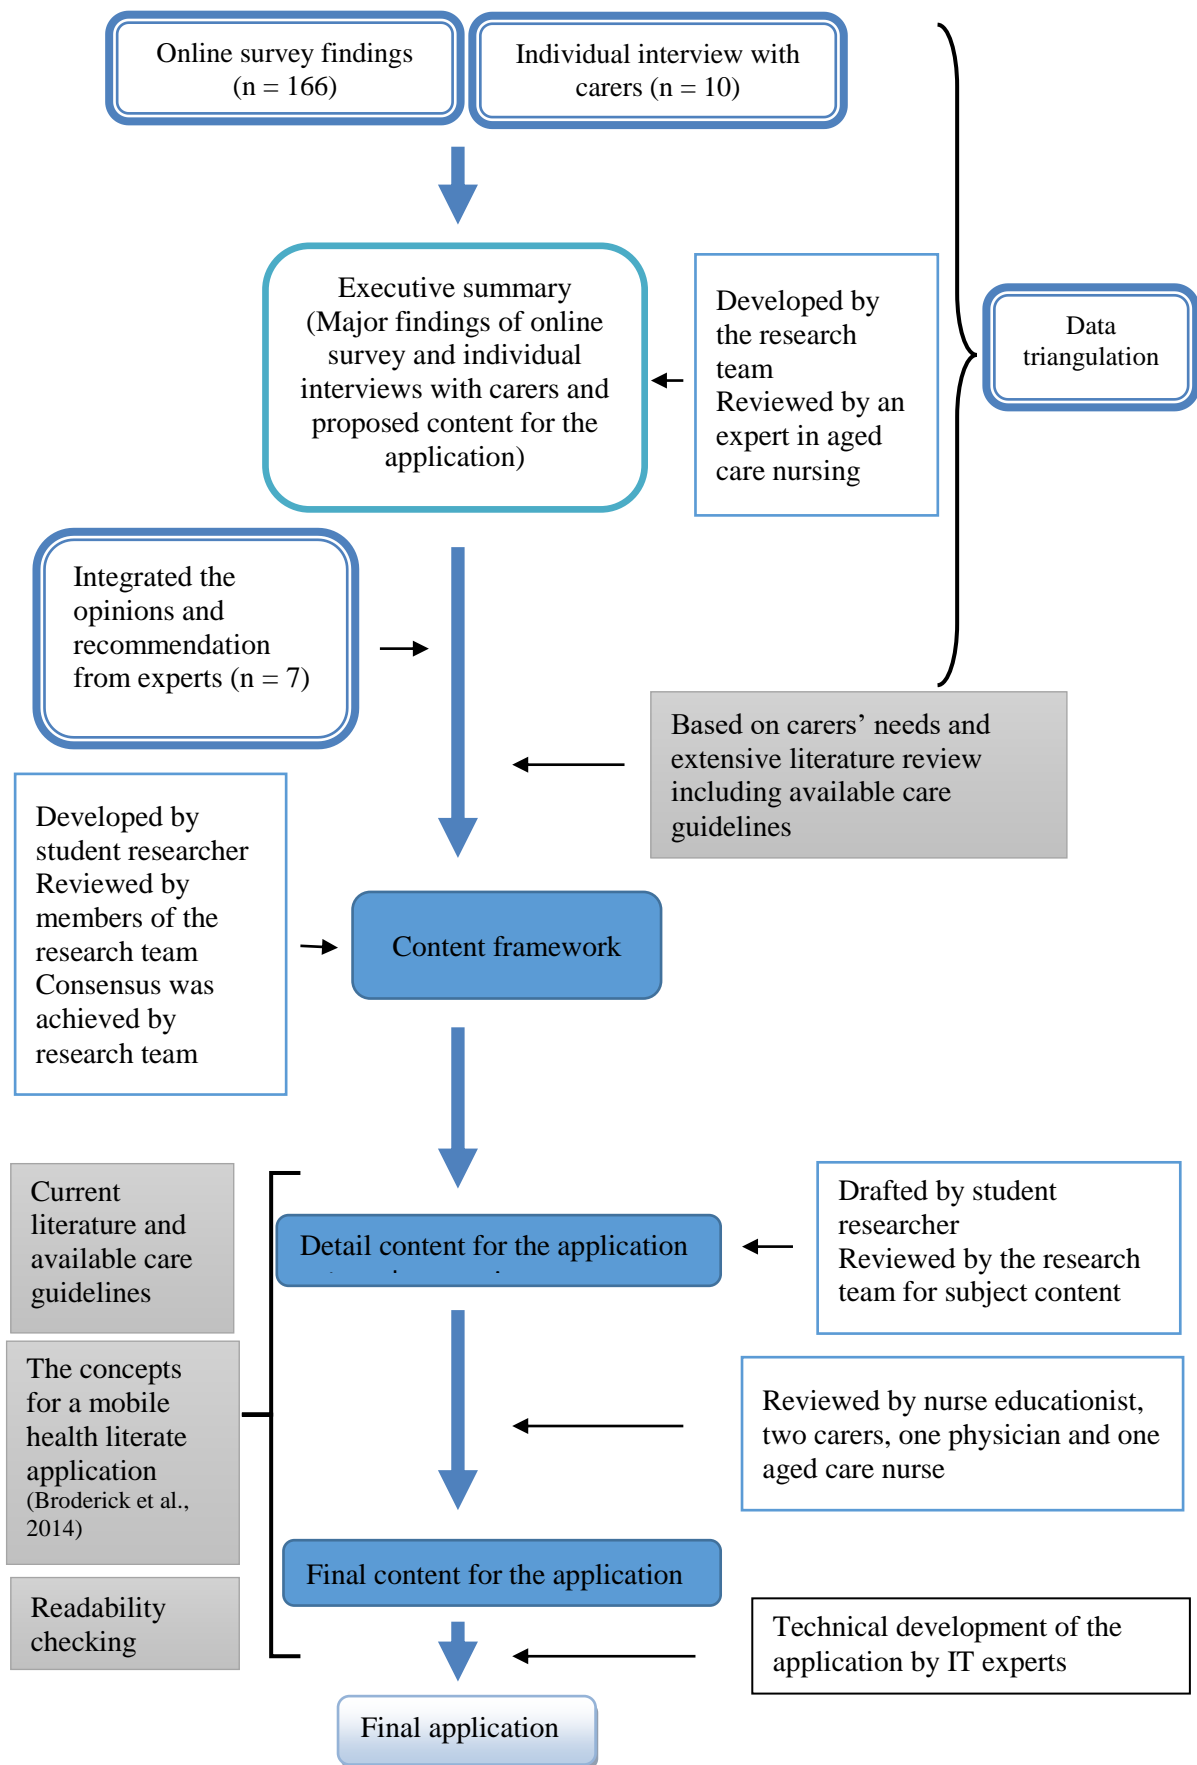 Online survey findings
(n = 166)
Individual interview with
carers (n = 10)
Executive summary
(Major findings of online
survey and individual
interviews with carers and
proposed content for the
application)
Developed by
the research
team
Reviewed by an
expert in aged
care nursing
Data
triangulation
Integrated the
opinions and
recommendation
from experts (n = 7)
Based on carers’ needs and
extensive literature review
including available care
guidelines
Developed by
student researcher
Reviewed by
members of the
research team
Consensus was
achieved by
research team
Content framework
Current
literature and
available care
guidelines
Detail content for the application
Drafted by student
researcher
Reviewed by the research
team for subject content
The concepts
for a mobile
health literate
application
(Broderick et al.,
2014)
Reviewed by nurse educationist,
two carers, one physician and one
aged care nurse
Final content for the application
Readability
checking
Technical development of the
application by IT experts
Final application